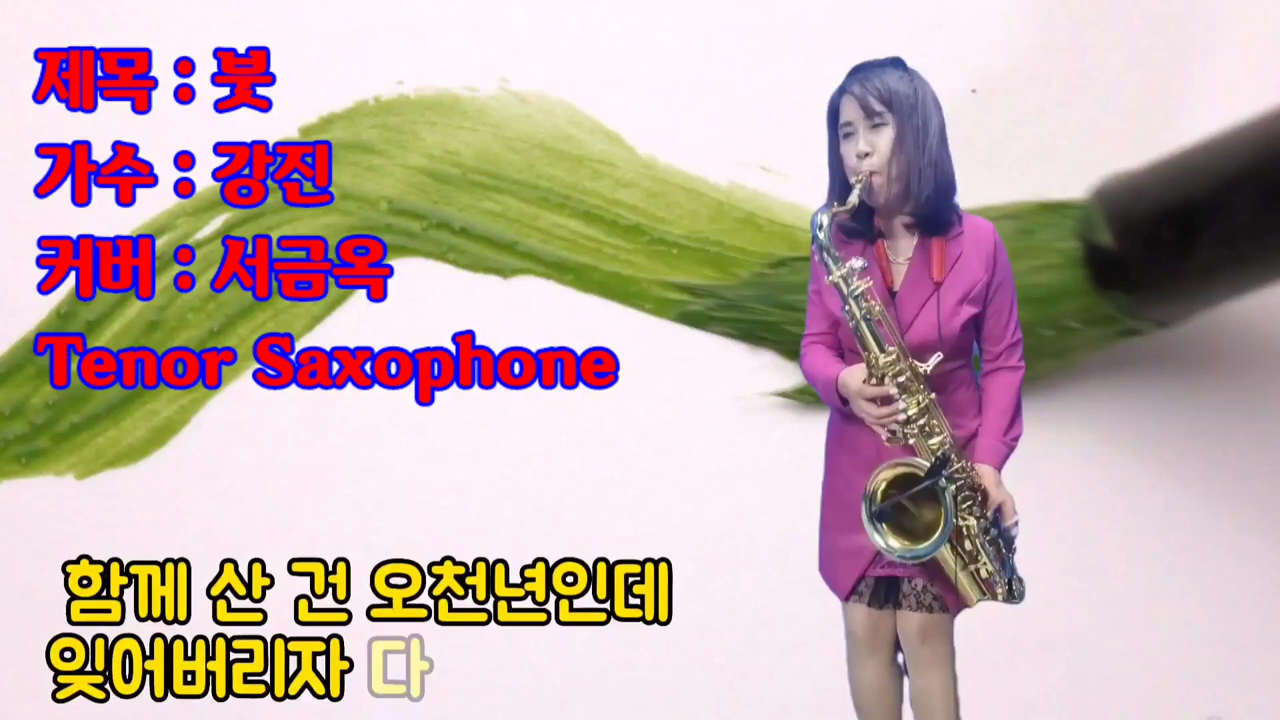 제목 : 붓
가수 : 강진
커버 : 서금옥
Tenor Saxophone
함께 산 건 오천년인데
잊어버리자 다